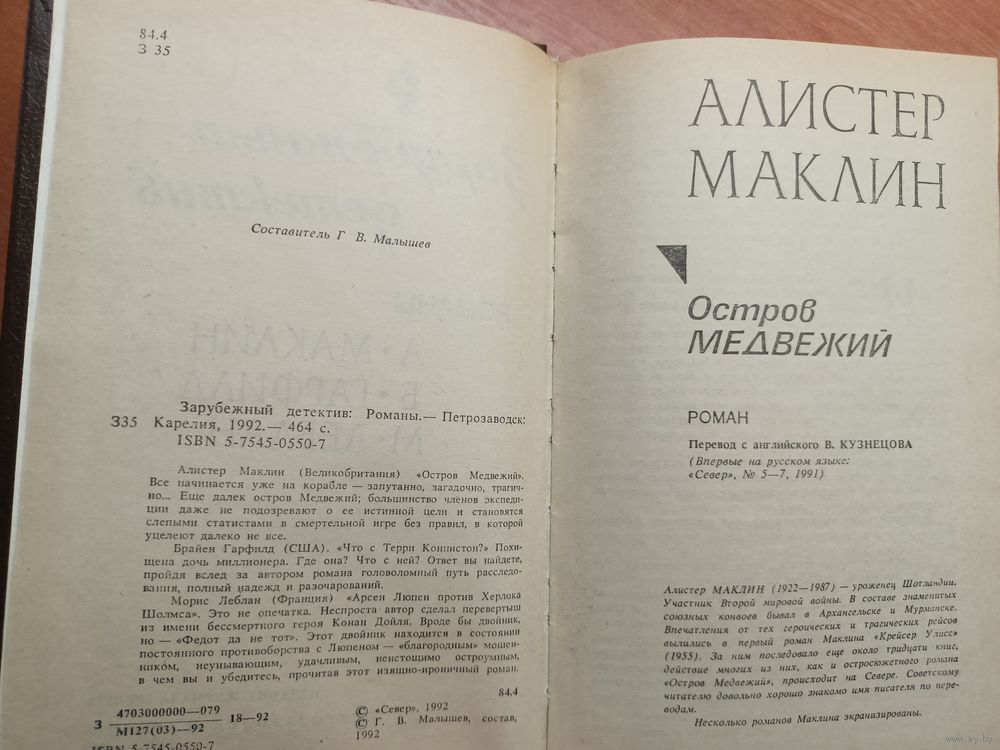 84.4
З 35
Составитель Г В. Малышев
Зарубежный детектив: Романы.— Петрозаводск:
З35 Карелия, 1992.— 464 с.
ISBN 5-7545-0550-7
Алистер Маклин (Великобритания) «Остров Медвежий».
Все начинается уже на корабле — запутанно, загадочно, трагич-
но... Еще далек остров Медвежий; большинство членов экспеди-
ции даже не подозревают о ее истинной цели и становятся
слепыми статистами в смертельной игре без правил, в которой
уцелеют далеко не все.
Брайен Гарфилд (США). «Что с Терри Коннистон?» Похи-
щена дочь миллионера. Где она? Что с ней? Ответ вы найдете,
пройдя вслед за автором романа головоломный путь расследо-
вания, полный надежд и разочарований.
Морис Леблан (Франция) «Арсен Люпен против Херлока
Шолмса». Это не опечатка. Неспроста автор сделал перевертыш
из имени бессмертного героя Конан Дойля. Вроде бы двойник,
но — «Федот да не тот». Этот двойник находится в состоянии
постоянного противоборства с Люпеном — «благородным» мошен-
ником, неунывающим, удачливым, неистощимо остроумным,
в чем вы и убедитесь, прочитав этот изящно-ироничный роман.
84.4
З 4703000000—079
М127(03)—92
18—92
© «Север», 1992
© Г. В. Малышев, состав,
1992
ISBN 5-7545-0550-7
АЛИСТЕР
МАКЛИН
Остров
МЕДВЕЖИЙ
РОМАН
Перевод с английского В. КУЗНЕЦОВА
(Впервые на русском языке:
«Север», № 5—7, 1991)
Алистер МАКЛИН (1922—1987) — уроженец Шотландии.
Участник Второй мировой войны. В составе знаменитых
союзных конвоев бывал в Архангельске и Мурманске.
Впечатления от тех героических и трагических рейсов
вылились в первый роман Маклина «Крейсер Улисс»
(1955). За ним последовало еще около тридцати книг,
действие многих из них, как и остросюжетного романа
«Остров Медвежий», происходит на Севере. Советскому
читателю довольно хорошо знакомо имя писателя по пере-
водам.
Несколько романов Маклина экранизированы.
www.ay.by